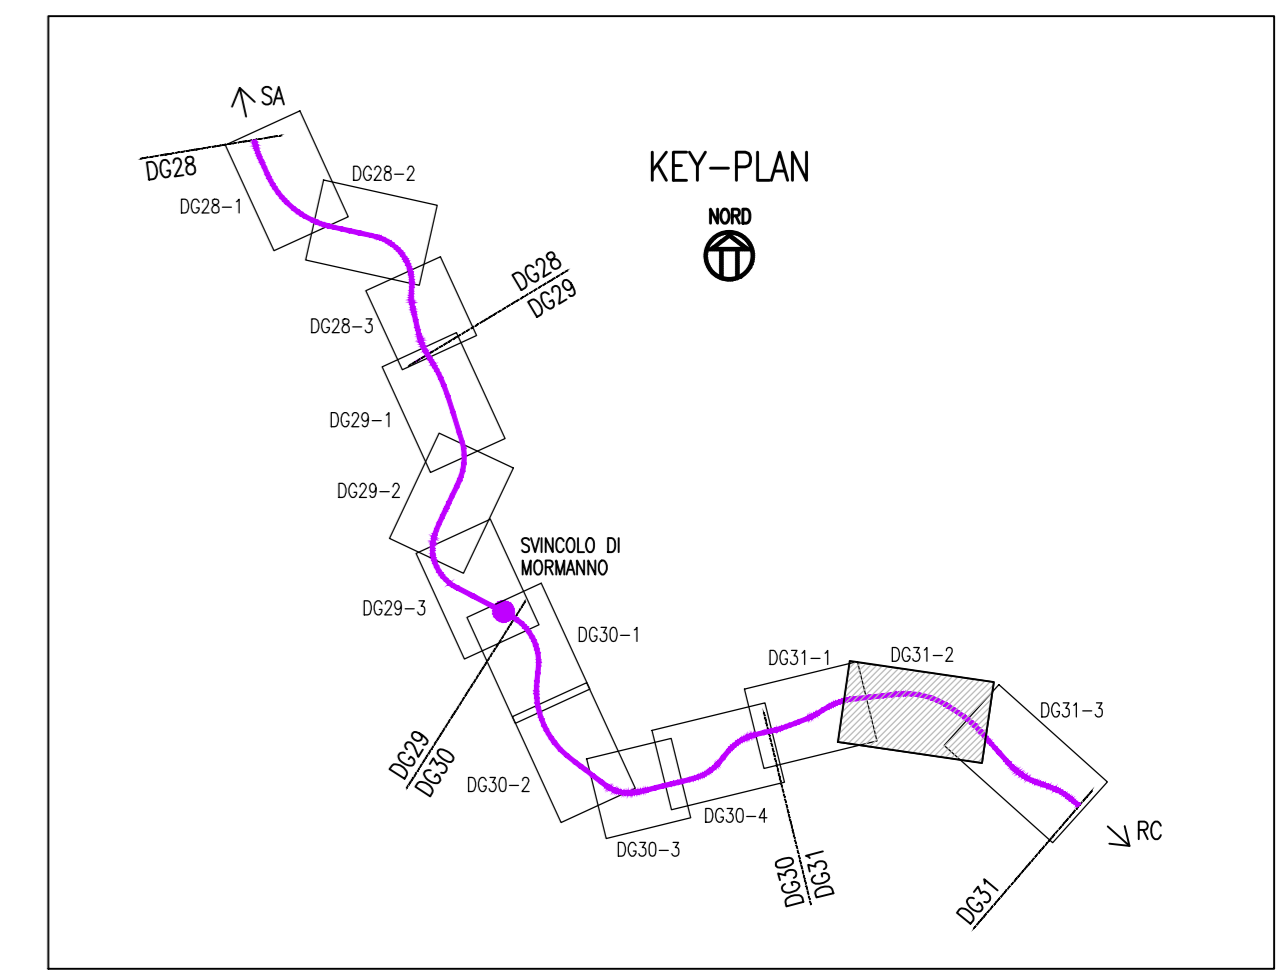 SA
DG28
DG28-1
DG28-2
KEY-PLAN
NORD
DG28
DG29
DG28-3
DG29-1
DG29-2
SVINCOLO DI
MORMANNO
DG29-3
DG30-1
DG31-1
DG31-2
DG31-3
DG29
DG30
DG30-2
DG30-4
DG30-3
RC
DG30
DG31
DG31